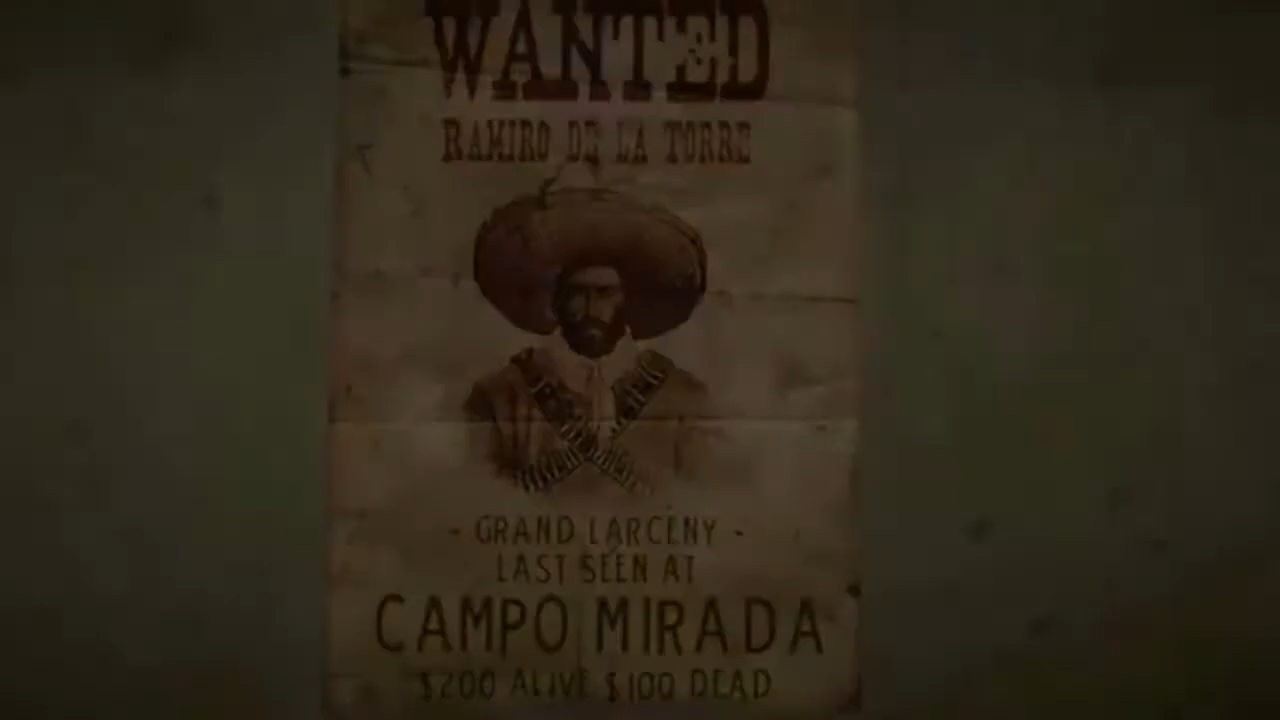 WANTED
RAMIRO DE LA TORRE
- GRAND LARCENY -
LAST SEEN AT
CAMPO MIRADA
$200 ALIVE $100 DEAD